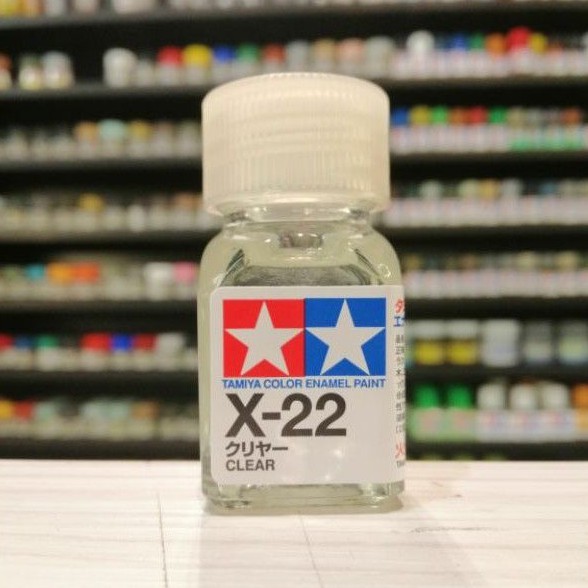 TAMIYA COLOR ENAMEL PAINT
X-22
クリヤー
CLEAR